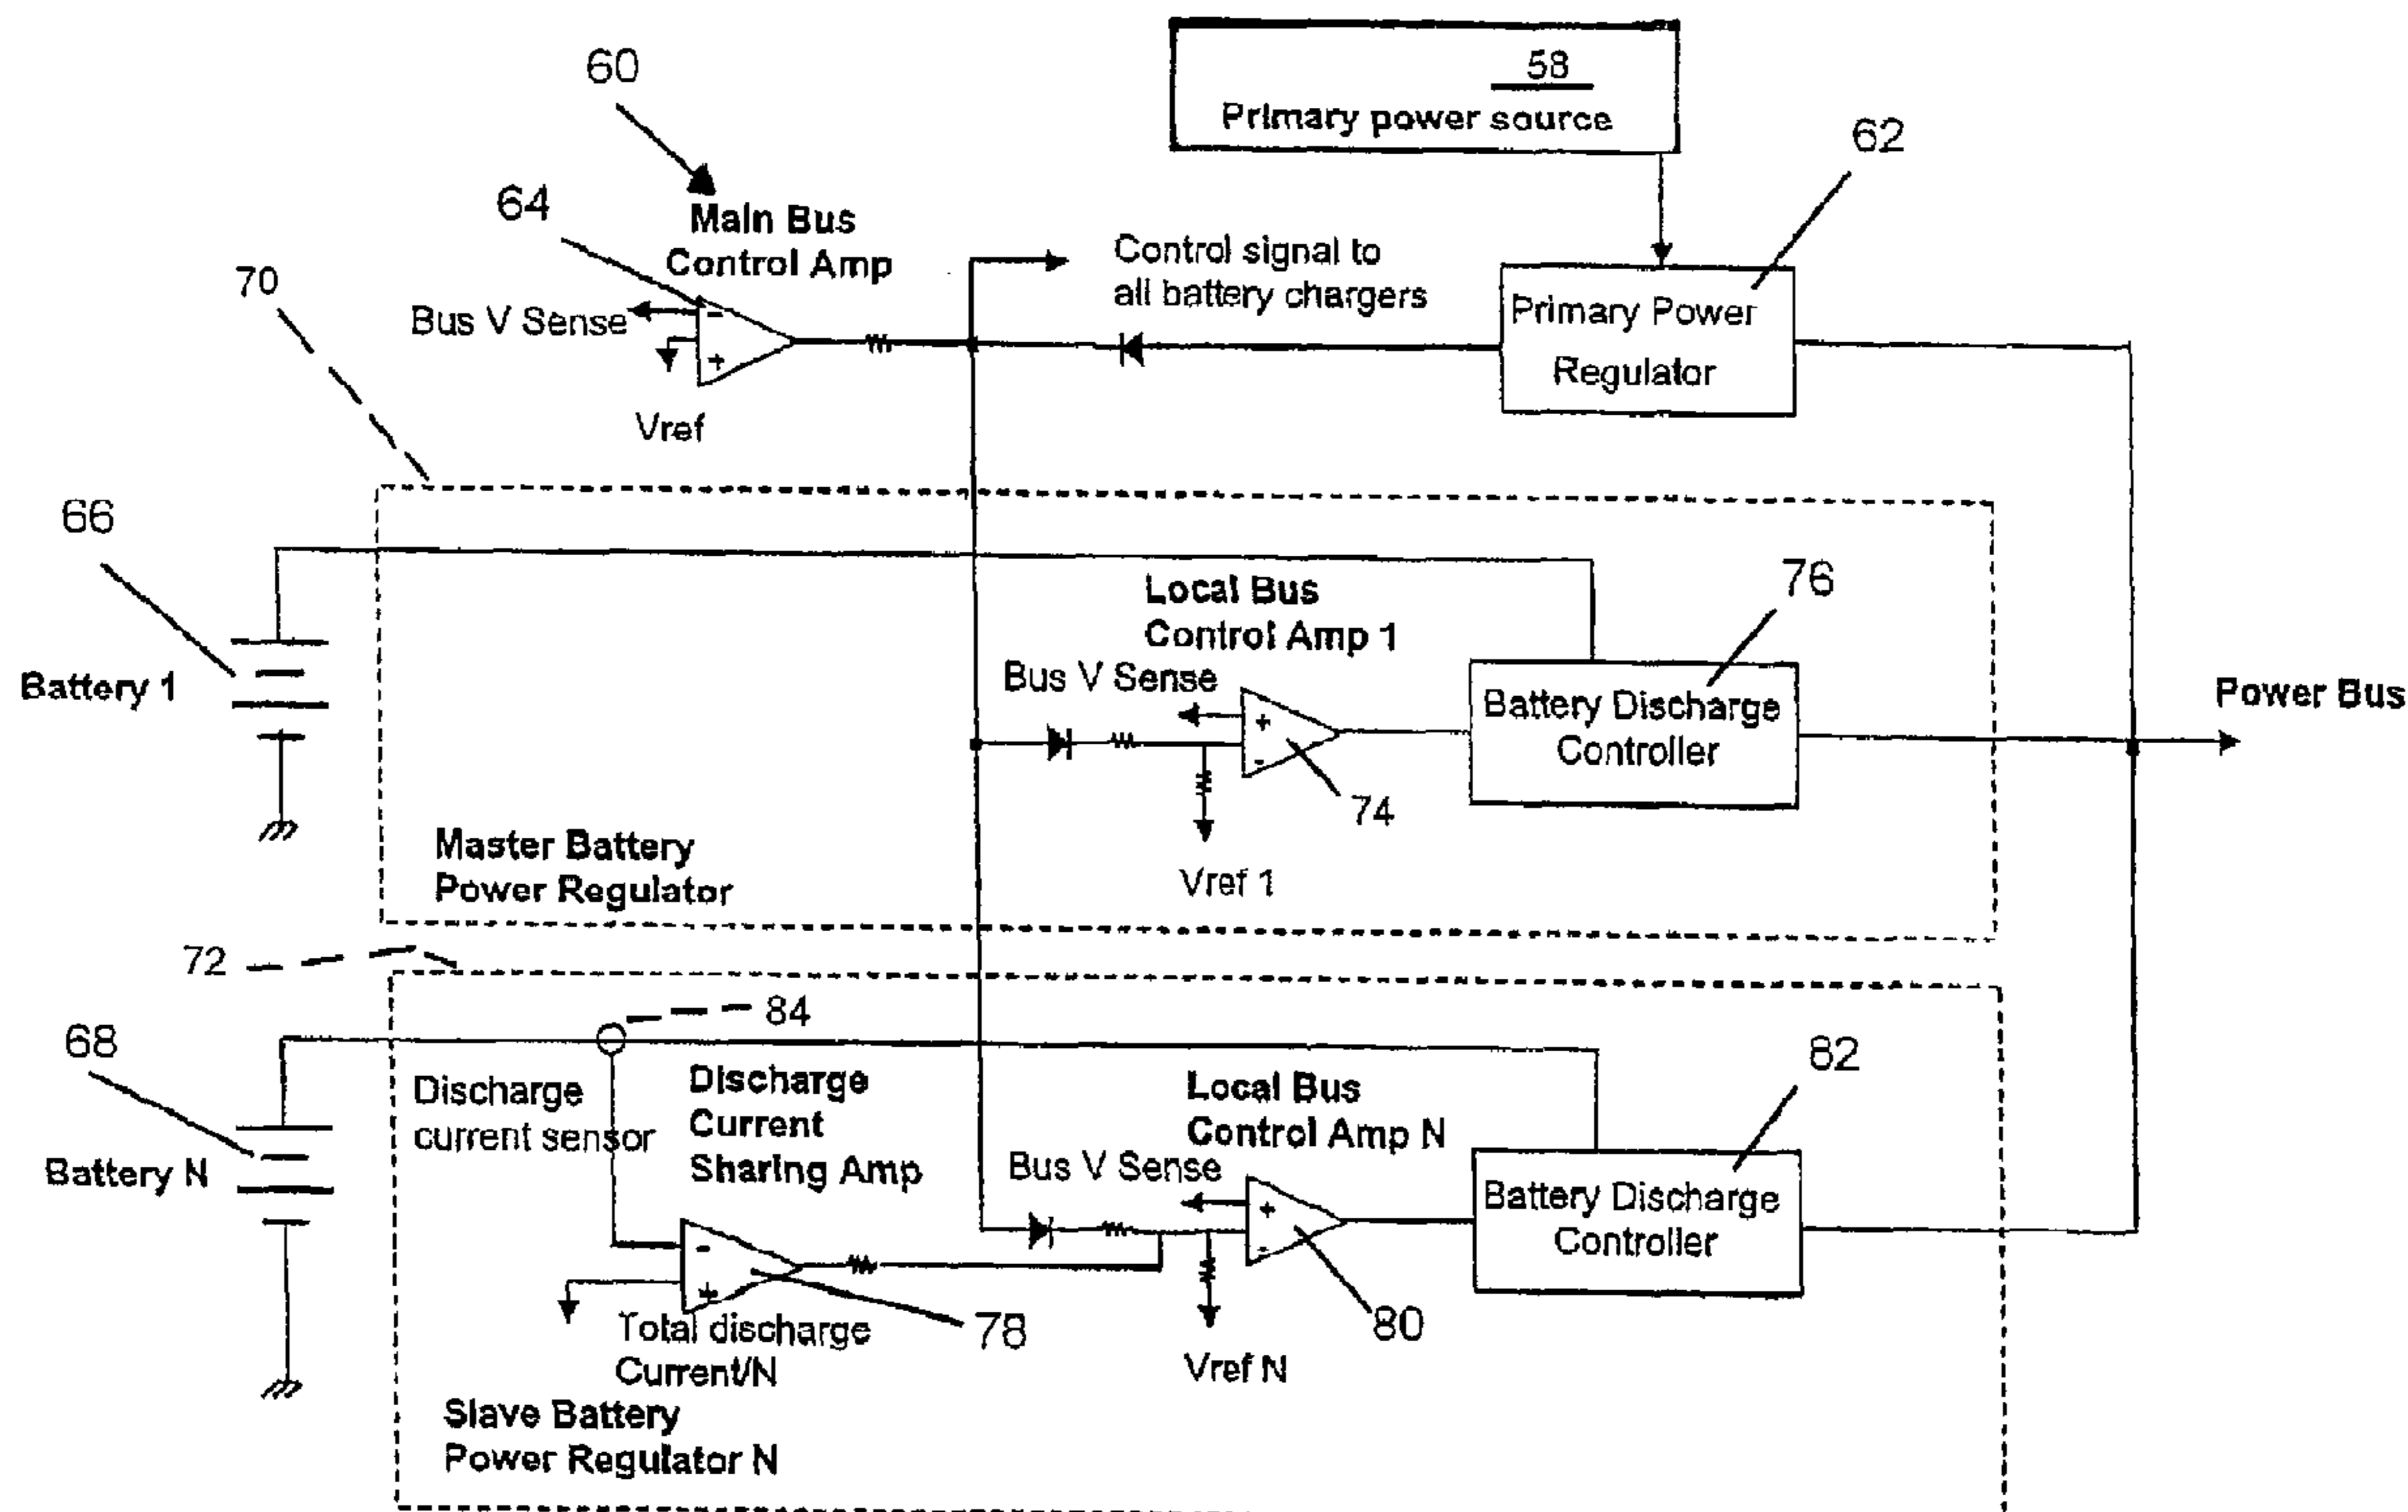 58
Primary power source
60
62
64
Main Bus
Control Amp
Control signal to
all battery chargers
70
Bus V Sense
-
+
Vref
Primary Power
Regulator
66
Battery 1
Local Bus
Control Amp 1
76
Bus V Sense
+
-
Battery Discharge
Controller
Power Bus
74
Vref 1
Master Battery
Power Regulator
72
84
68
Battery N
Discharge
current sensor
Discharge
Current
Sharing Amp
Local Bus
Control Amp N
82
Bus V Sense
+
-
Battery Discharge
Controller
-
+
Total discharge
Current/N
78
80
Vref N
Slave Battery
Power Regulator N